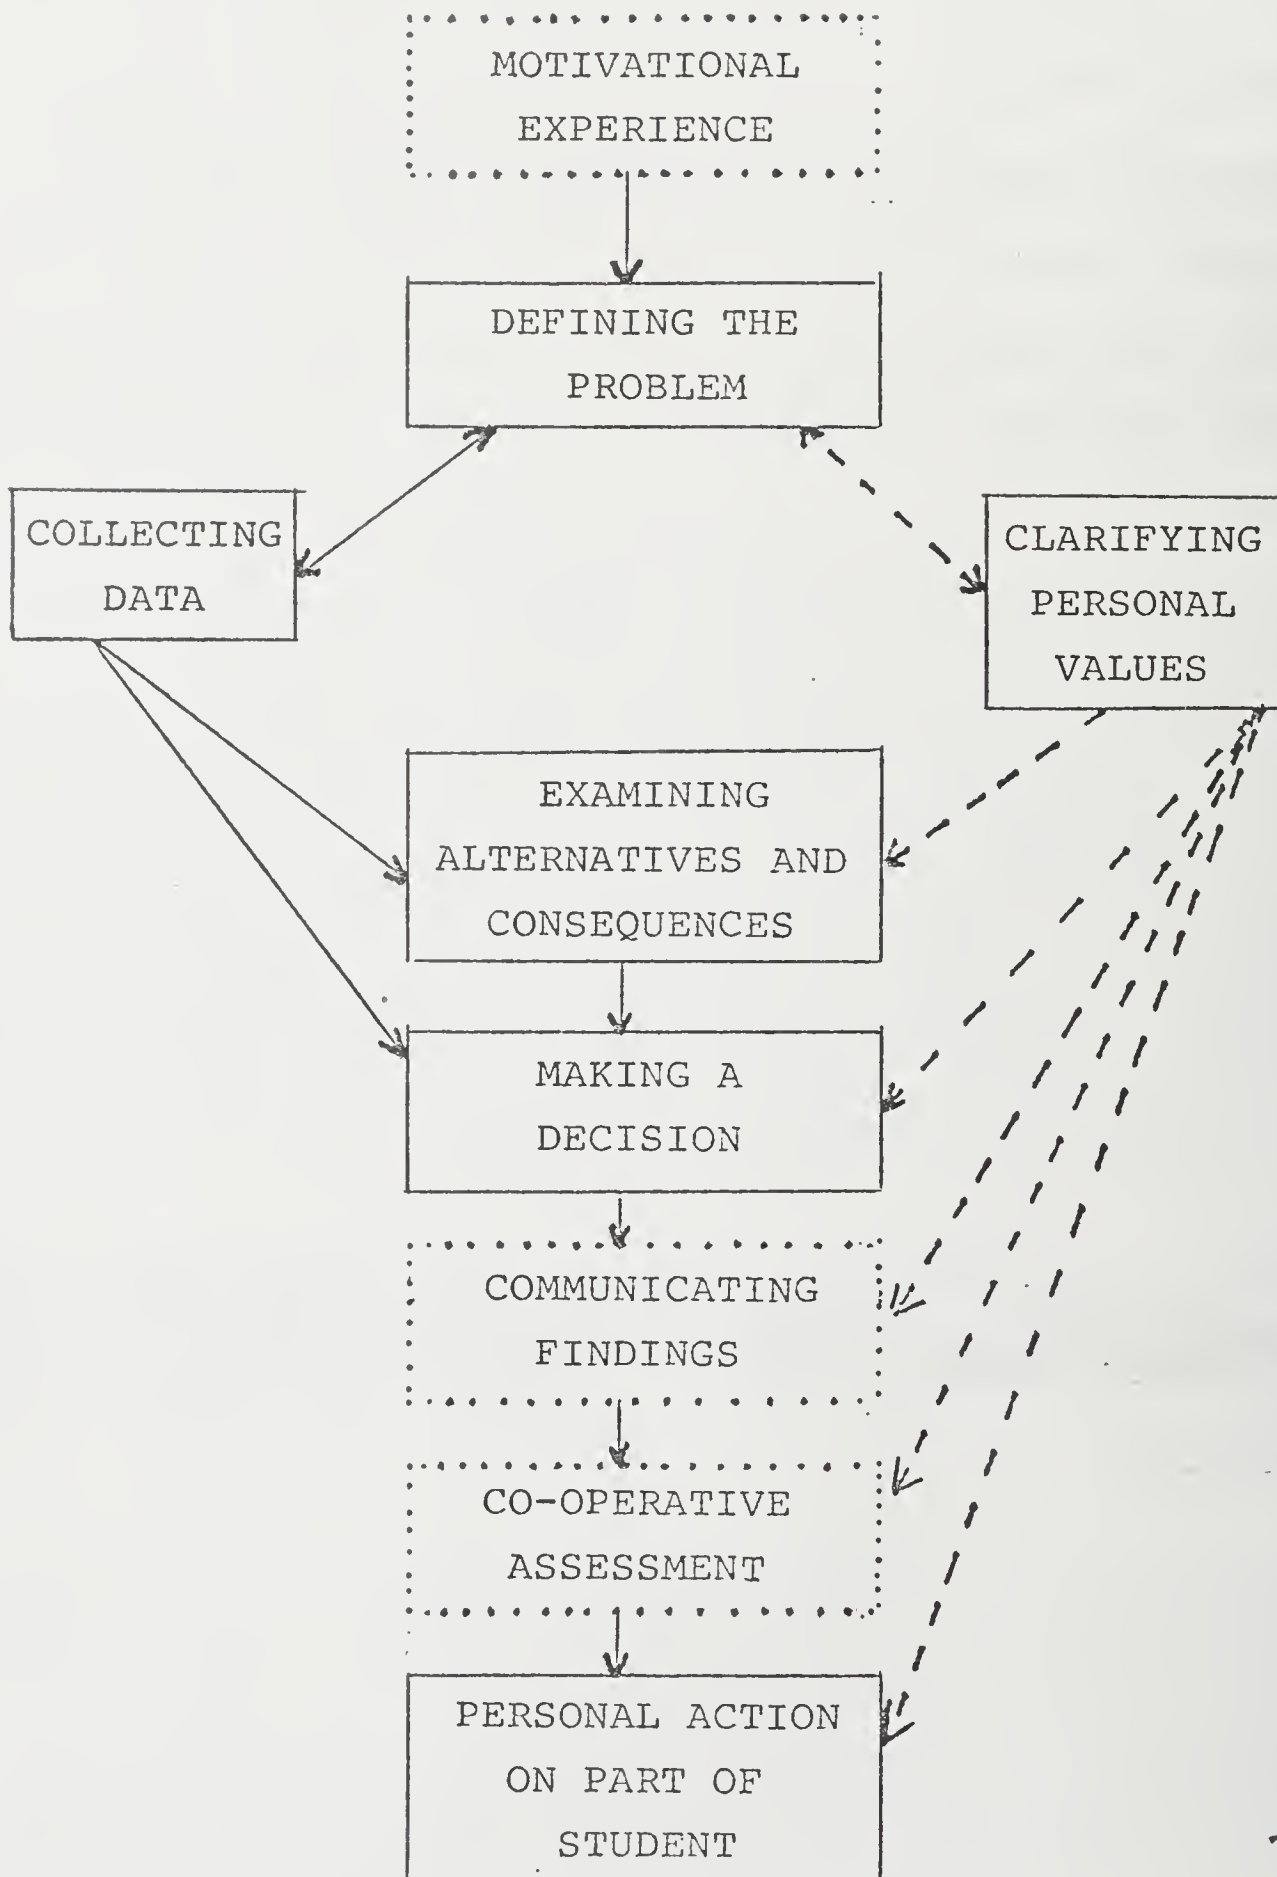 MOTIVATIONAL
EXPERIENCE
DEFINING THE
PROBLEM
COLLECTING
DATA
CLARIFYING
PERSONAL
VALUES
EXAMINING
ALTERNATIVES AND
CONSEQUENCES
MAKING A
DECISION
COMMUNICATING
FINDINGS
CO-OPERATIVE
ASSESSMENT
PERSONAL ACTION
ON PART OF
STUDENT